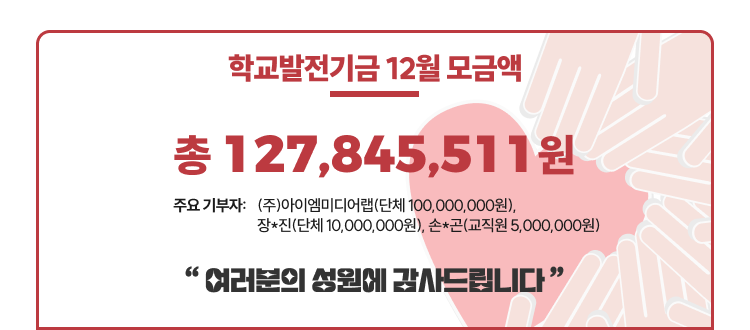 학교발전기금 12월 모금액
총 127,845,511원
주요 기부자: (주)아이엠미디어랩(단체 100,000,000원),
장*진(단체 10,000,000원), 손*곤(교직원 5,000,000원)
“ 여러분의 성원에 감사드립니다 ”